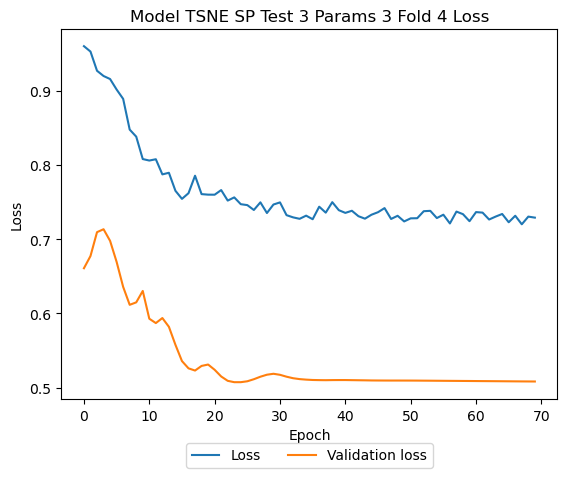 Model TSNE SP Test 3 Params 3 Fold 4 Loss
Loss
0.9
0.8
0.7
0.6
0.5
0 10 20 30 40 50 60 70
Epoch
Loss Validation loss